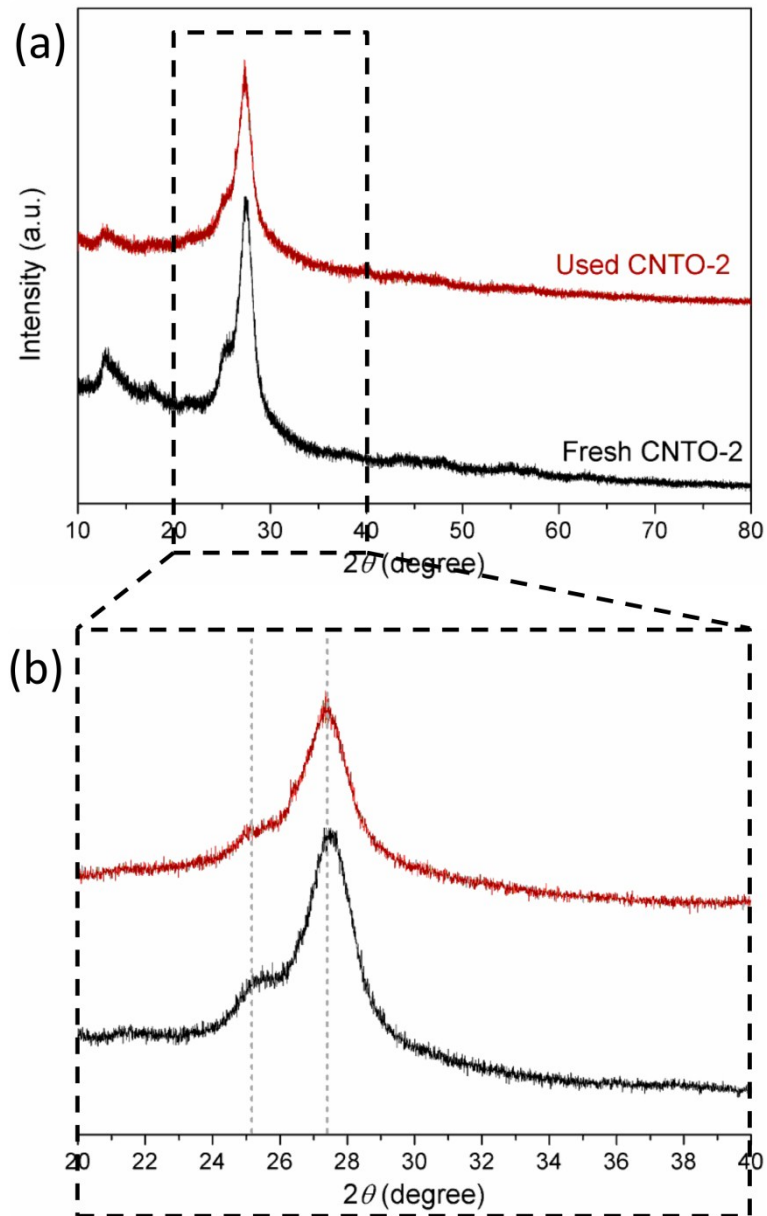 (a)
Intensity (a.u.)
Used CNTO-2
Fresh CNTO-2
10 20 30 40 50 60 70 80
2θ (degree)
(b)
20 22 24 26 28 30 32 34 36 38 40
2θ (degree)